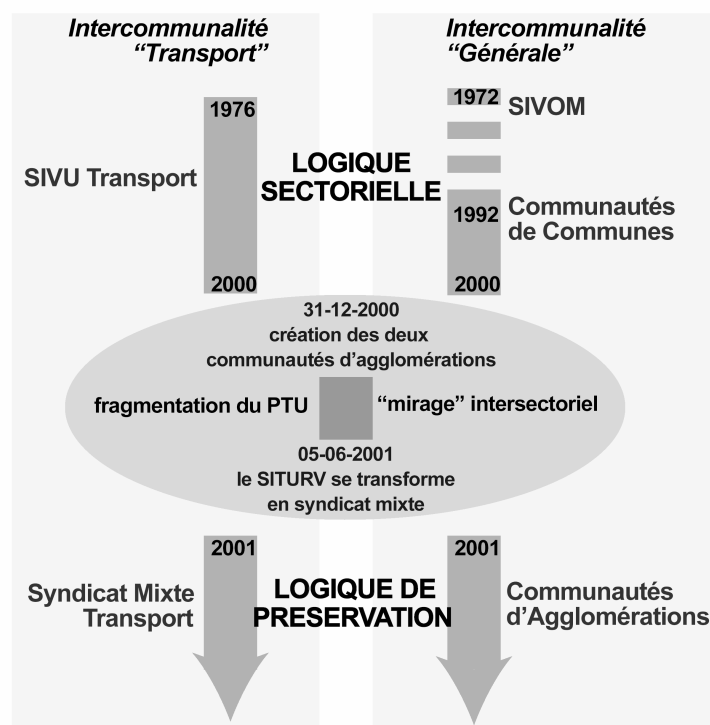 Intercommunalité
“Transport”
Intercommunalité
“Générale”
1976
SIVU Transport
2000
LOGIQUE
SECTORIELLE
1972
SIVOM
1992
Communautés
de Communes
2000
31-12-2000
création des deux
communautés d’agglomérations
fragmentation du PTU
“mirage” intersectoriel
05-06-2001
le SITURV se transforme
en syndicat mixte
2001
Syndicat Mixte
Transport
LOGIQUE DE
PRESERVATION
2001
Communautés
d’Agglomérations